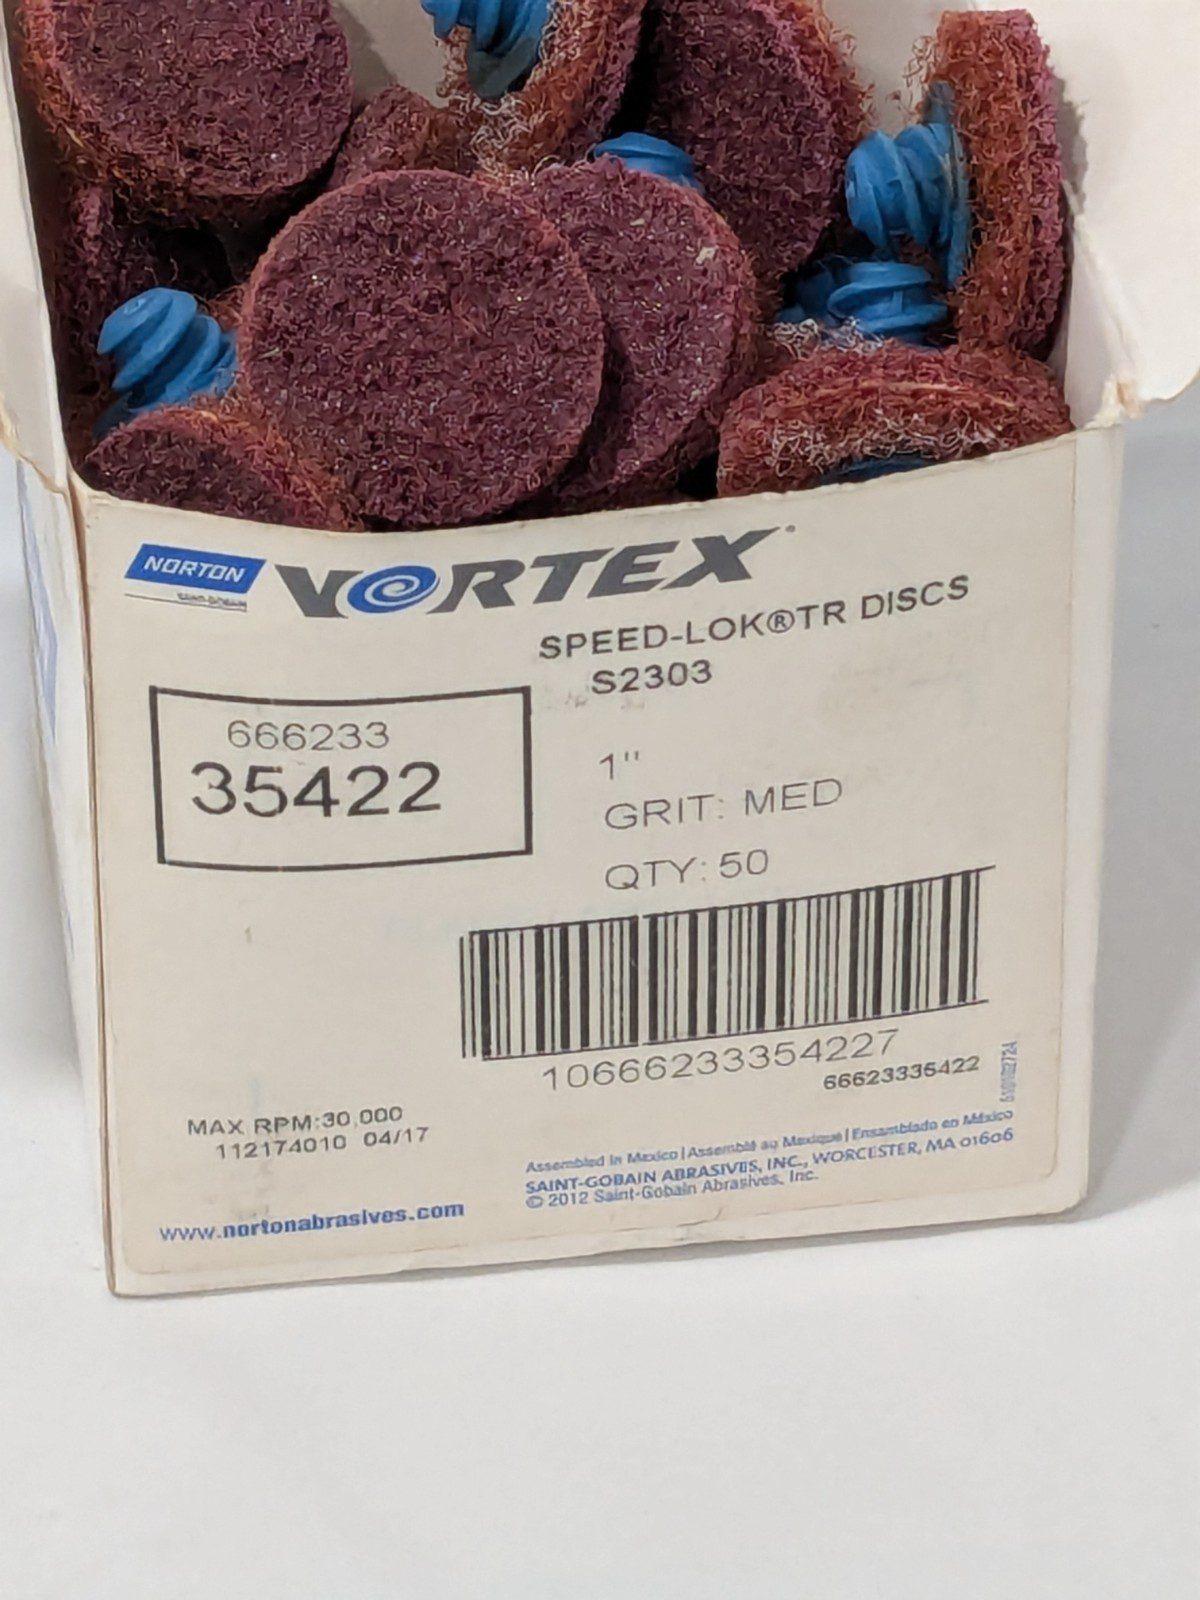 NORTON
SAINT-GOBAIN
VORTEX
SPEED-LOK®TR DISCS
S2303
666233
35422
1"
GRIT: MED
QTY: 50
10666233354227
66623335422
MAX RPM:30,000
112174010 04/17
Assembled in Mexico | Assemblé au Mexique | Ensamblado en México
SAINT-GOBAIN ABRASIVES, INC., WORCESTER, MA 01606
© 2012 Saint-Gobain Abrasives, Inc.
www.nortonabrasives.com